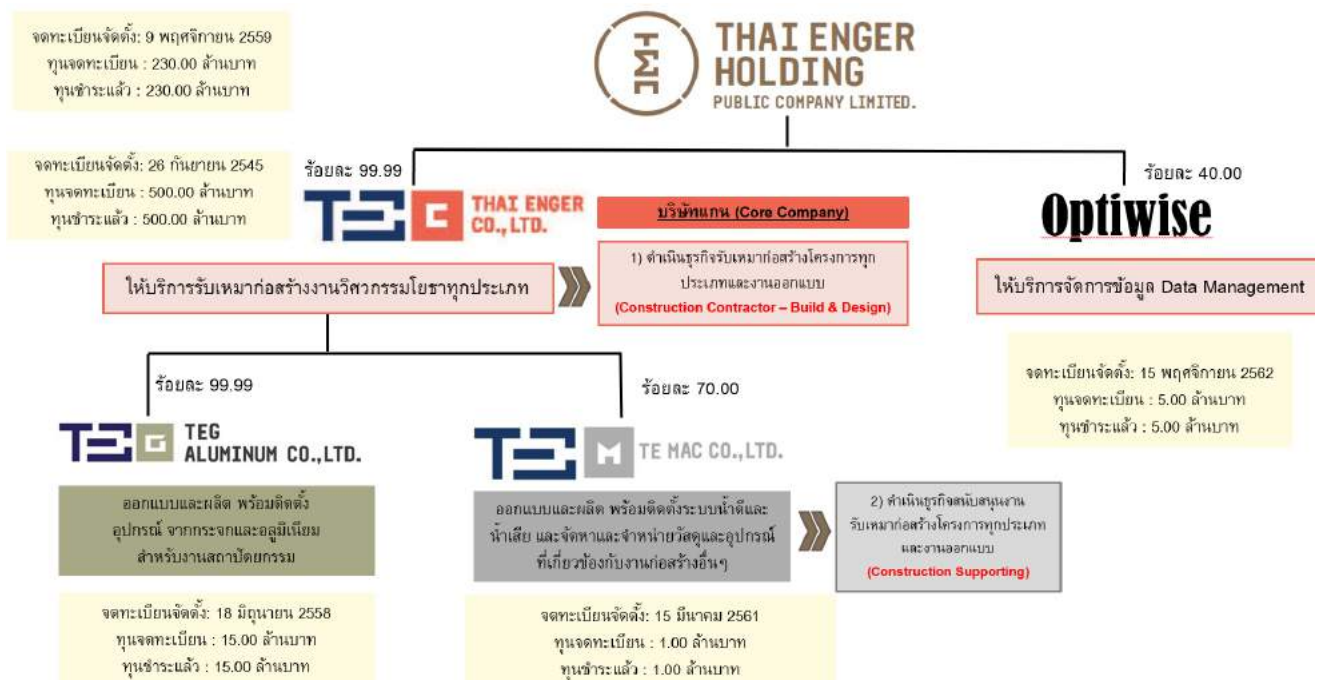 จดทะเบียนจัดตั้ง: 9 พฤศจิกายน 2559
ทุนจดทะเบียน : 230.00 ล้านบาท
ทุนชำระแล้ว : 230.00 ล้านบาท
THAI ENGER
HOLDING
PUBLIC COMPANY LIMITED.
จดทะเบียนจัดตั้ง: 26 กันยายน 2545
ทุนจดทะเบียน : 500.00 ล้านบาท
ทุนชำระแล้ว : 500.00 ล้านบาท
ร้อยละ 99.99
THAI ENGER
CO., LTD.
บริษัทแกน (Core Company)
ร้อยละ 40.00
Optiwise
ให้บริการรับเหมาก่อสร้างงานวิศวกรรมโยธาทุกประเภท
1) ดำเนินธุรกิจรับเหมาก่อสร้างโครงการทุก
ประเภทและงานออกแบบ
(Construction Contractor – Build & Design)
ให้บริการจัดการข้อมูล Data Management
จดทะเบียนจัดตั้ง: 15 พฤศจิกายน 2562
ทุนจดทะเบียน : 5.00 ล้านบาท
ทุนชำระแล้ว : 5.00 ล้านบาท
ร้อยละ 99.99
ร้อยละ 70.00
TEG
ALUMINUM CO.,LTD.
TE MAC CO.,LTD.
ออกแบบและผลิต พร้อมติดตั้ง
อุปกรณ์ จากกระจกและอลูมิเนียม
สำหรับงานสถาปัตยกรรม
ออกแบบและผลิต พร้อมติดตั้งระบบน้ำดีและ
น้ำเสีย และจัดหาและจำหน่ายวัสดุและอุปกรณ์
ที่เกี่ยวข้องกับงานก่อสร้างอื่นๆ
2) ดำเนินธุรกิจสนับสนุนงาน
รับเหมาก่อสร้างโครงการทุกประเภท
และงานออกแบบ
(Construction Supporting)
จดทะเบียนจัดตั้ง: 18 มิถุนายน 2558
ทุนจดทะเบียน : 15.00 ล้านบาท
ทุนชำระแล้ว : 15.00 ล้านบาท
จดทะเบียนจัดตั้ง: 15 มีนาคม 2561
ทุนจดทะเบียน : 1.00 ล้านบาท
ทุนชำระแล้ว : 1.00 ล้านบาท